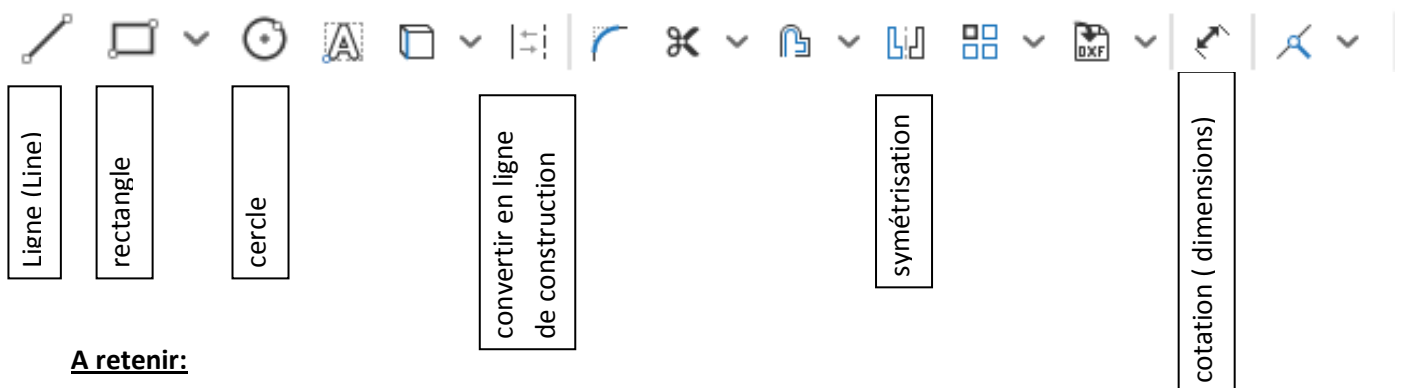 A
DXF
Ligne (Line)
rectangle
cercle
convertir en ligne
de construction
symétrisation
cotation ( dimensions)
A retenir: